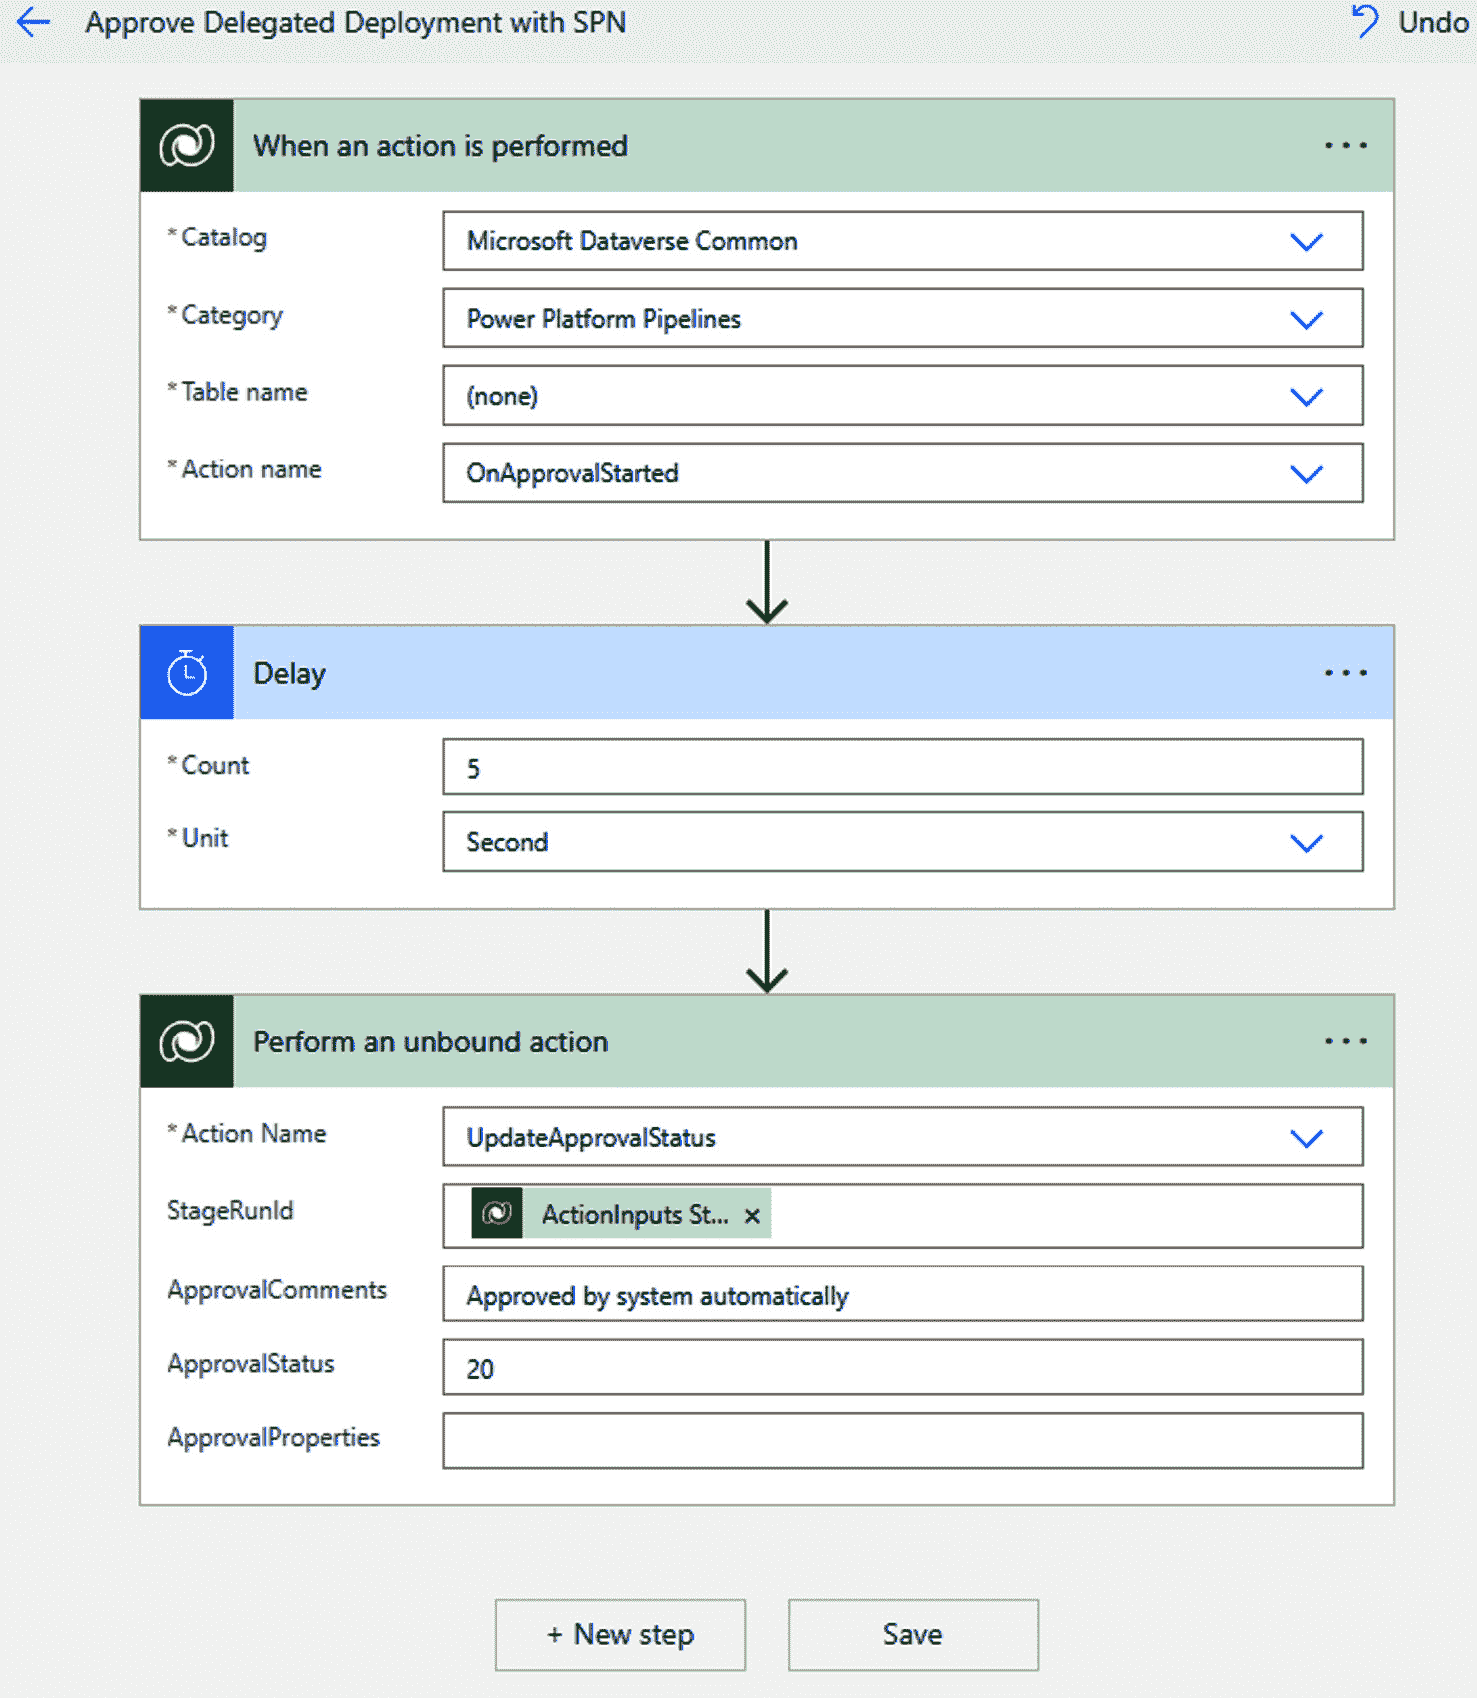 Approve Delegated Deployment with SPN
Undo
When an action is performed
...
* Catalog
Microsoft Dataverse Common
* Category
Power Platform Pipelines
* Table name
(none)
* Action name
OnApprovalStarted
Delay
...
* Count
5
* Unit
Second
Perform an unbound action
...
* Action Name
UpdateApprovalStatus
StageRunId
ActionInputs St... ×
ApprovalComments
Approved by system automatically
ApprovalStatus
20
ApprovalProperties
+ New step
Save